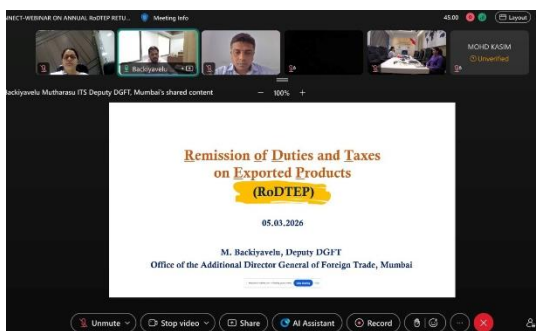 NNECT-WEBINAR ON ANNUAL RoDTEP RETU...
Meeting Info
45:00
Layout
Backiyavelu
MOHD KASIM
Unverified
Backiyavelu Mutharasu ITS Deputy DGFT, Mumbai's shared content
100%
Remission of Duties and Taxes
on Exported Products
(RoDTEP)
05.03.2026
M. Backiyavelu, Deputy DGFT
Office of the Additional Director General of Foreign Trade, Mumbai
Unmute
Stop video
Share
AI Assistant
Record